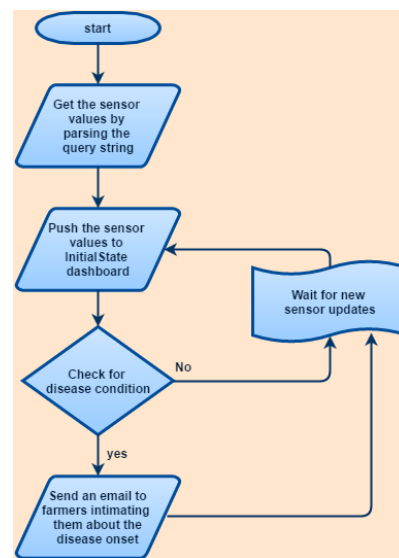 start
Get the sensor
values by
parsing the
query string
Push the sensor
values to
InitialState
dashboard
Wait for new
sensor updates
Check for
disease condition
No
yes
Send an email to
farmers intimating
them about the
disease onset